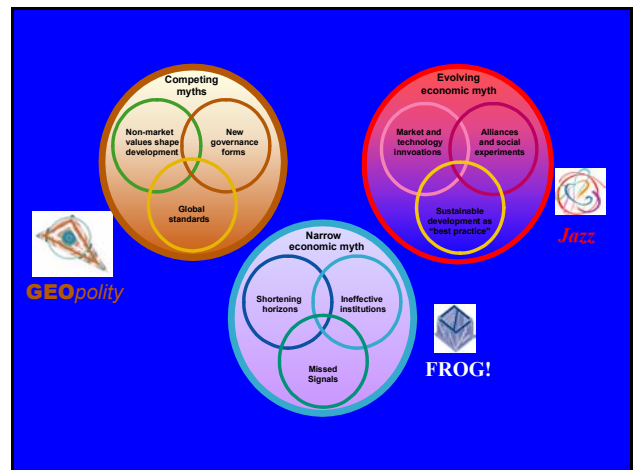 Competing
myths
Non-market
values shape
development
New
governance
forms
Global
standards
GEOpolity
Evolving
economic myth
Market and
technology
innvoations
Alliances
and social
experiments
Sustainable
development as
"best practice"
Jazz
Narrow
economic myth
Shortening
horizons
Ineffective
institutions
Missed
Signals
FROG!